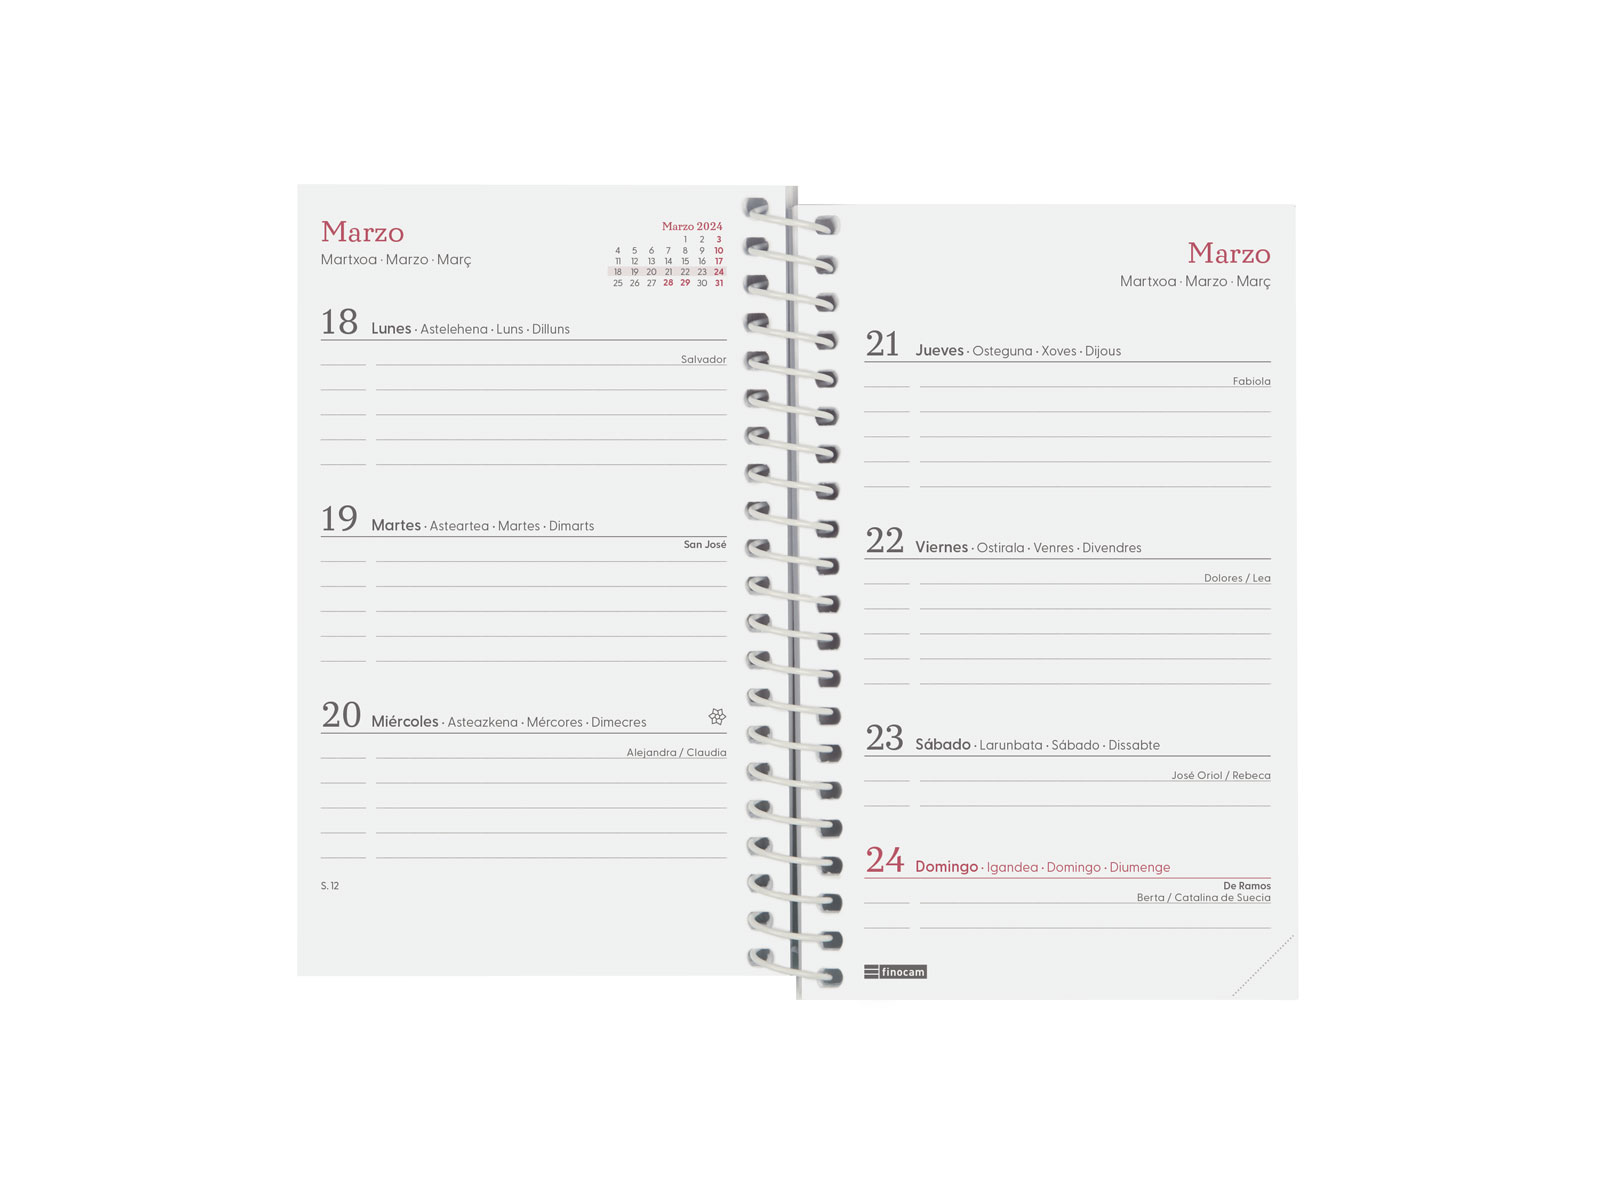 Marzo
Martxoa · Marzo · Març
Marzo 2024
1 2 3
4 5 6 7 8 9 10
11 12 13 14 15 16 17
18 19 20 21 22 23 24
25 26 27 28 29 30 31
18 Lunes · Astelehena · Luns · Dilluns
Salvador
19 Martes · Asteartea · Martes · Dimarts
San José
20 Miércoles · Asteazkena · Mércores · Dimecres
Alejandra / Claudia
S. 12
Marzo
Martxoa · Marzo · Març
21 Jueves · Osteguna · Xoves · Dijous
Fabiola
22 Viernes · Ostirala · Venres · Divendres
Dolores / Lea
23 Sábado · Larunbata · Sábado · Dissabte
José Oriol / Rebeca
24 Domingo · Igandea · Domingo · Diumenge
De Ramos
Berta / Catalina de Suecia
finocam